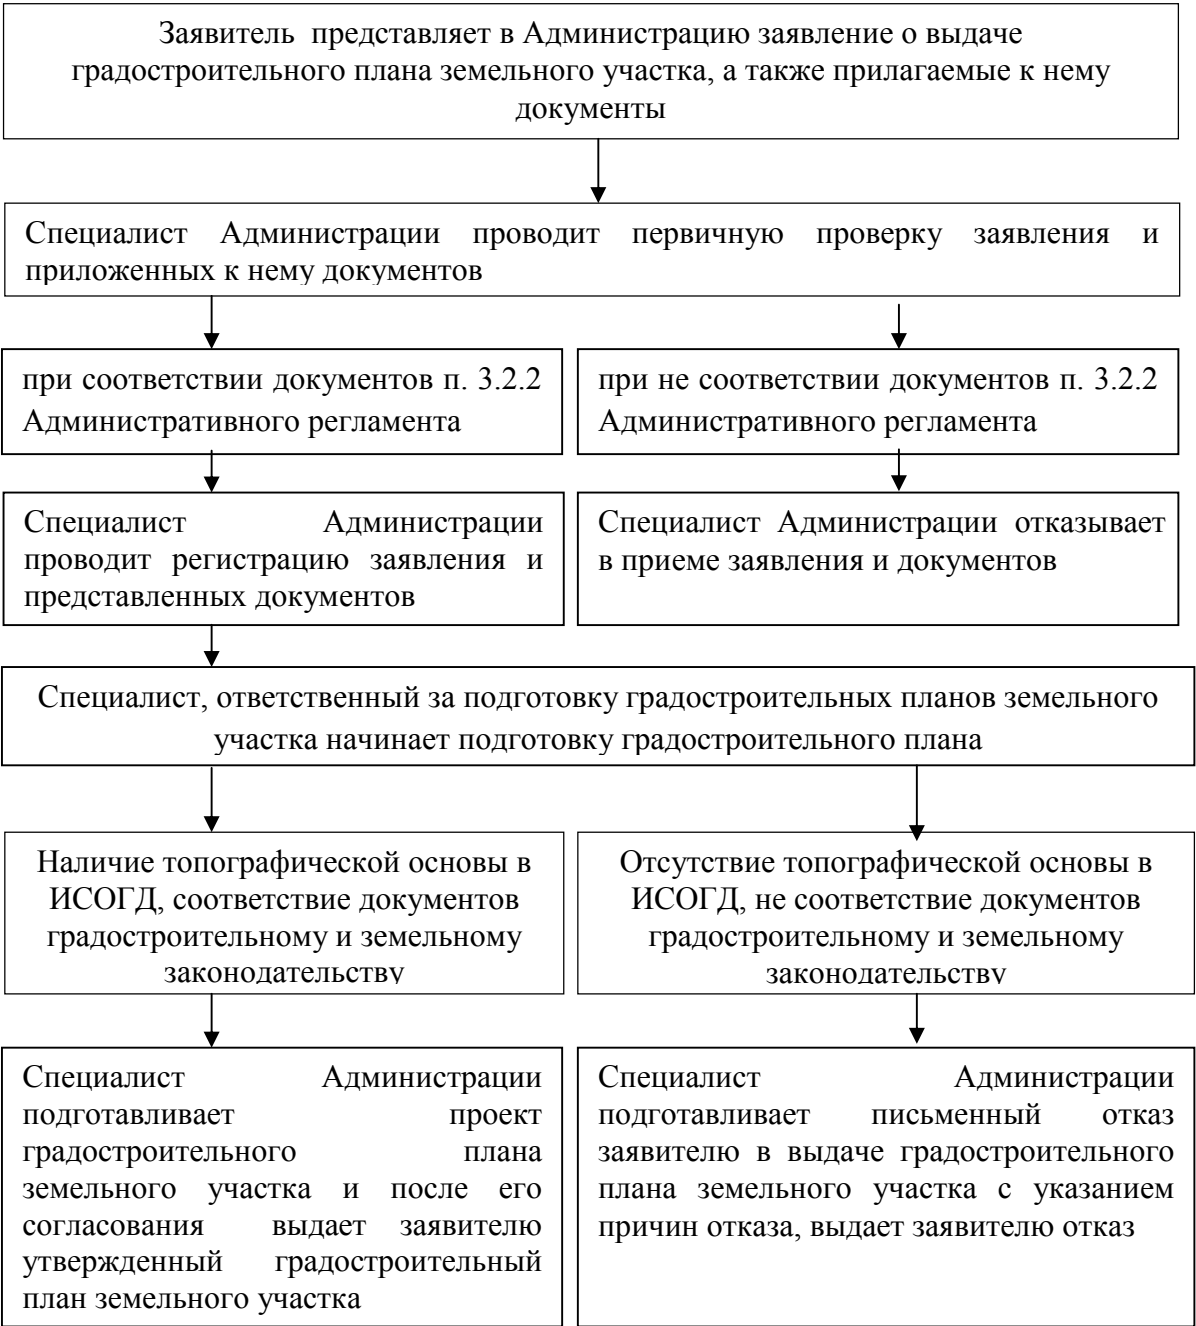 Заявитель представляет в Администрацию заявление о выдаче
градостроительного плана земельного участка, а также прилагаемые к нему
документы
Специалист Администрации проводит первичную проверку заявления и
приложенных к нему документов
при соответствии документов п. 3.2.2
Административного регламента
при не соответствии документов п. 3.2.2
Административного регламента
Специалист Администрации
проводит регистрацию заявления и
представленных документов
Специалист Администрации отказывает
в приеме заявления и документов
Специалист, ответственный за подготовку градостроительных планов земельного
участка начинает подготовку градостроительного плана
Наличие топографической основы в
ИСОГД, соответствие документов
градостроительному и земельному
законодательству
Отсутствие топографической основы в
ИСОГД, не соответствие документов
градостроительному и земельному
законодательству
Специалист Администрации
подготавливает проект
градостроительного плана
земельного участка и после его
согласования выдает заявителю
утвержденный градостроительный
план земельного участка
Специалист Администрации
подготавливает письменный отказ
заявителю в выдаче градостроительного
плана земельного участка с указанием
причин отказа, выдает заявителю отказ